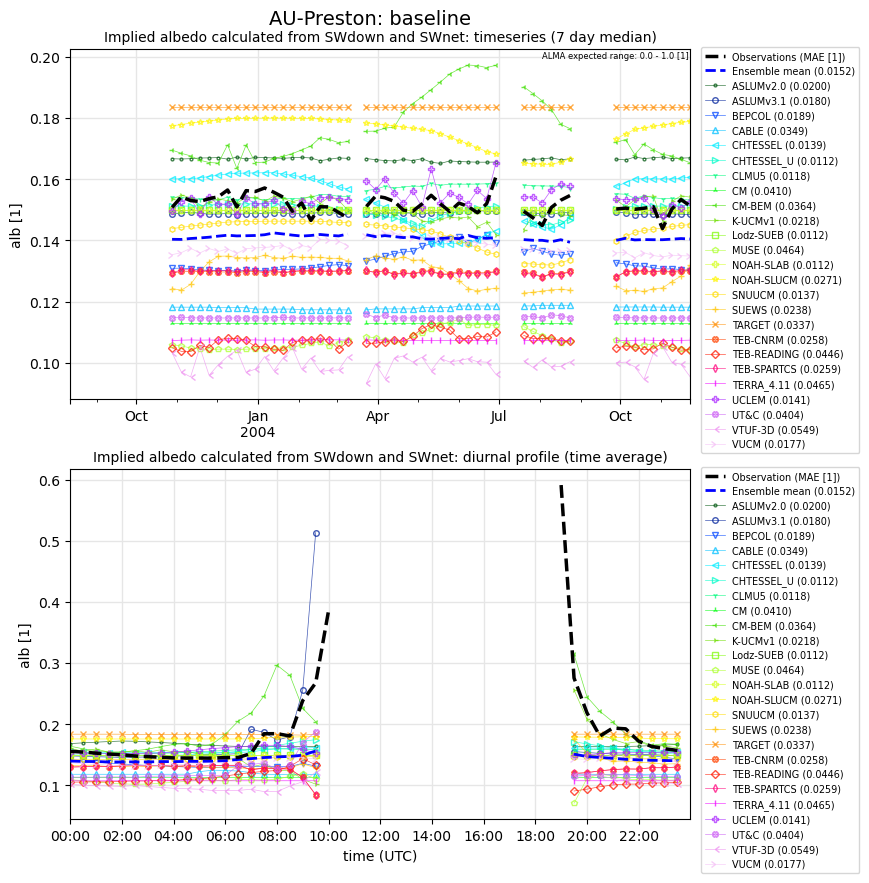 AU-Preston: baseline
Implied albedo calculated from SWdown and SWnet: timeseries (7 day median)
ALMA expected range: 0.0 - 1.0 [1]
alb [1]
0.20
0.18
0.16
0.14
0.12
0.10
Oct
Jan
2004
Apr
Jul
Oct
Observations (MAE [1])
Ensemble mean (0.0152)
ASLUMv2.0 (0.0200)
ASLUMv3.1 (0.0180)
BEPCOL (0.0189)
CABLE (0.0349)
CHTESSEL (0.0139)
CHTESSEL_U (0.0112)
CLMU5 (0.0118)
CM (0.0410)
CM-BEM (0.0364)
K-UCMv1 (0.0218)
Lodz-SUEB (0.0112)
MUSE (0.0464)
NOAH-SLAB (0.0112)
NOAH-SLUCM (0.0271)
SNUUCM (0.0137)
SUEWS (0.0238)
TARGET (0.0337)
TEB-CNRM (0.0258)
TEB-READING (0.0446)
TEB-SPARTCS (0.0259)
TERRA_4.11 (0.0465)
UCLEM (0.0141)
UT&C (0.0404)
VTUF-3D (0.0549)
VUCM (0.0177)
Implied albedo calculated from SWdown and SWnet: diurnal profile (time average)
alb [1]
0.6
0.5
0.4
0.3
0.2
0.1
00:00
02:00
04:00
06:00
08:00
10:00
12:00
14:00
16:00
18:00
20:00
22:00
time (UTC)
Observation (MAE [1])
Ensemble mean (0.0152)
ASLUMv2.0 (0.0200)
ASLUMv3.1 (0.0180)
BEPCOL (0.0189)
CABLE (0.0349)
CHTESSEL (0.0139)
CHTESSEL_U (0.0112)
CLMU5 (0.0118)
CM (0.0410)
CM-BEM (0.0364)
K-UCMv1 (0.0218)
Lodz-SUEB (0.0112)
MUSE (0.0464)
NOAH-SLAB (0.0112)
NOAH-SLUCM (0.0271)
SNUUCM (0.0137)
SUEWS (0.0238)
TARGET (0.0337)
TEB-CNRM (0.0258)
TEB-READING (0.0446)
TEB-SPARTCS (0.0259)
TERRA_4.11 (0.0465)
UCLEM (0.0141)
UT&C (0.0404)
VTUF-3D (0.0549)
VUCM (0.0177)